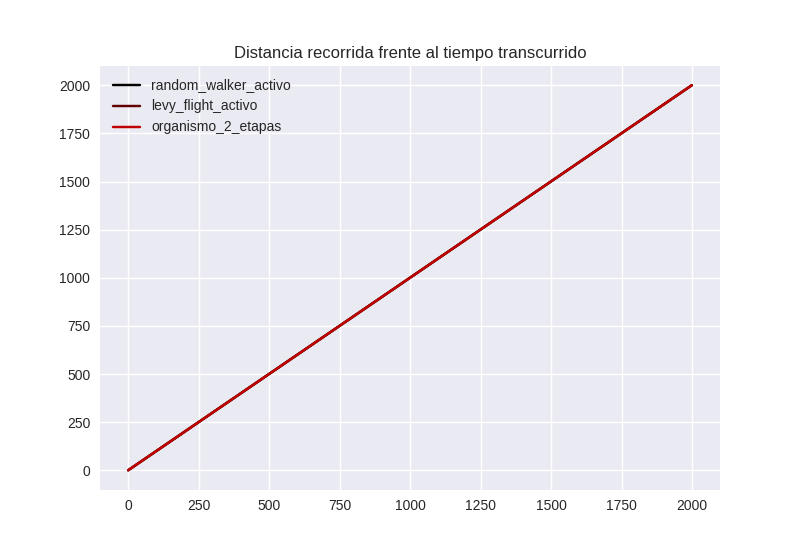 Distancia recorrida frente al tiempo transcurrido
random_walker_activo
levy_flight_activo
organismo_2_etapas
2000
1750
1500
1250
1000
750
500
250
0
0 250 500 750 1000 1250 1500 1750 2000